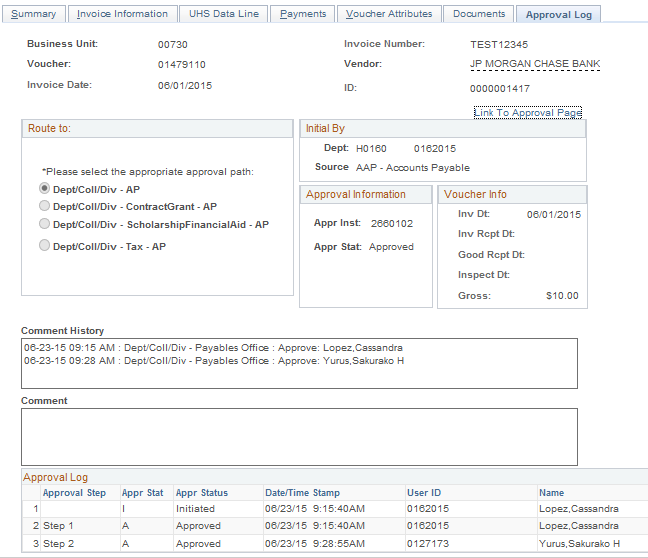 Summary Invoice Information UHS Data Line Payments Voucher Attributes Documents Approval Log
Business Unit: 00730 Invoice Number: TEST12345
Voucher: 01479110 Vendor: JP MORGAN CHASE BANK
Invoice Date: 06/01/2015 ID: 0000001417
Link To Approval Page
Route to:
*Please select the appropriate approval path:
Dept/Coll/Div - AP
Dept/Coll/Div - ContractGrant - AP
Dept/Coll/Div - ScholarshipFinancialAid - AP
Dept/Coll/Div - Tax - AP
Initial By
Dept: H0160 0162015
Source AAP - Accounts Payable
Approval Information
Appr Inst: 2660102
Appr Stat: Approved
Voucher Info
Inv Dt: 06/01/2015
Inv Rcpt Dt:
Good Rcpt Dt:
Inspect Dt:
Gross: $10.00
Comment History
06-23-15 09:15 AM : Dept/Coll/Div - Payables Office : Approve: Lopez,Cassandra
06-23-15 09:28 AM : Dept/Coll/Div - Payables Office : Approve: Yurus,Sakurako H
Comment
Approval Log
Approval Step Appr Stat Appr Status Date/Time Stamp User ID Name
1 I Initiated 06/23/15 9:15:40AM 0162015 Lopez,Cassandra
2 Step 1 A Approved 06/23/15 9:15:40AM 0162015 Lopez,Cassandra
3 Step 2 A Approved 06/23/15 9:28:55AM 0127173 Yurus,Sakurako H